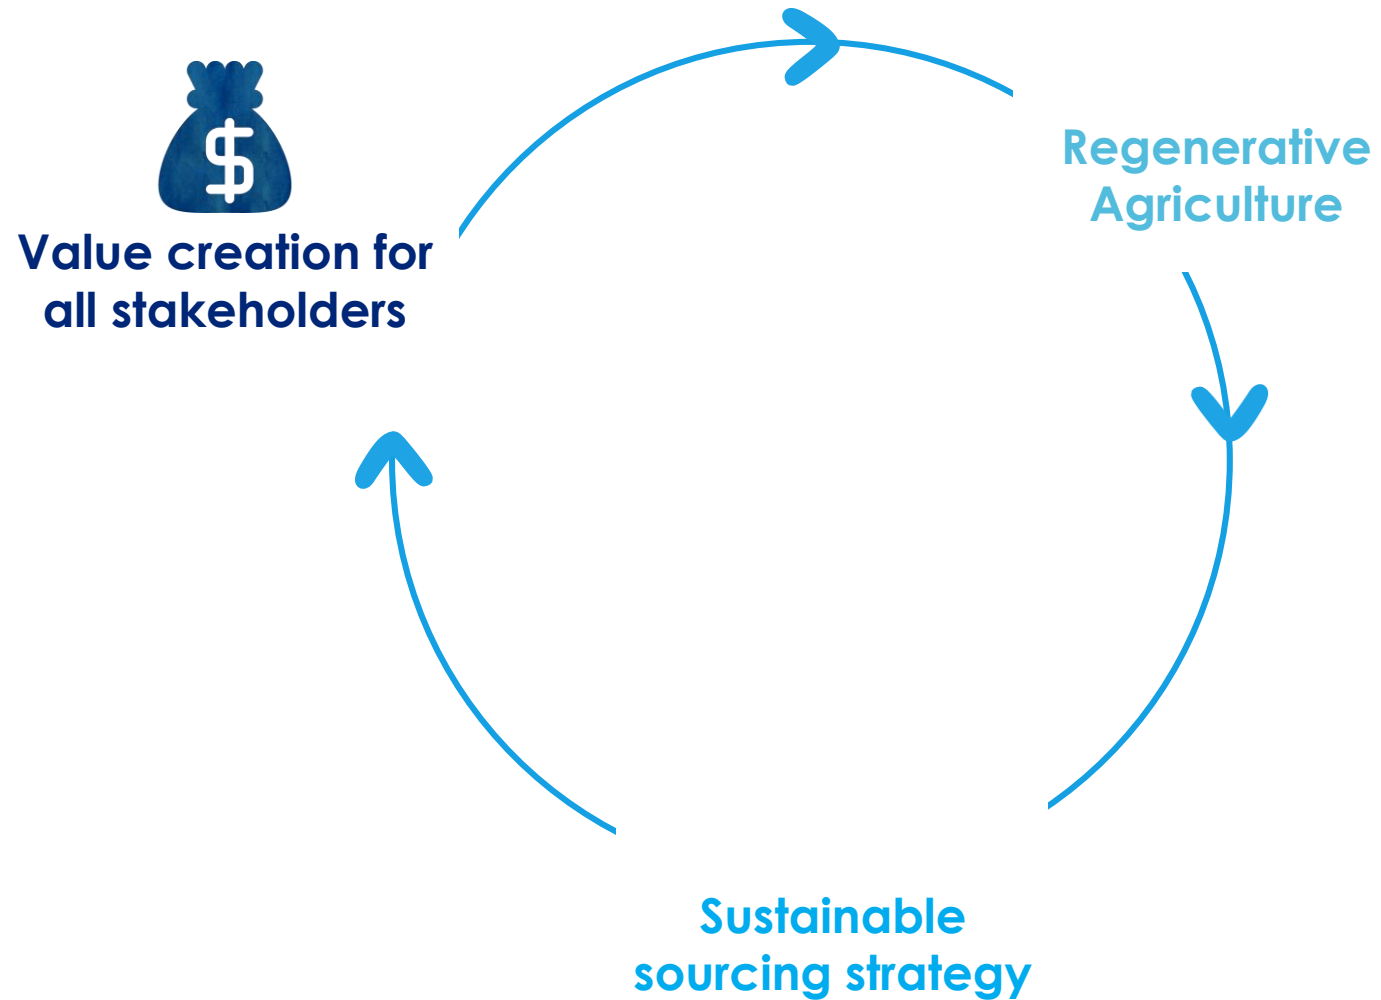 $
Value creation for
all stakeholders
Regenerative
Agriculture
Sustainable
sourcing strategy